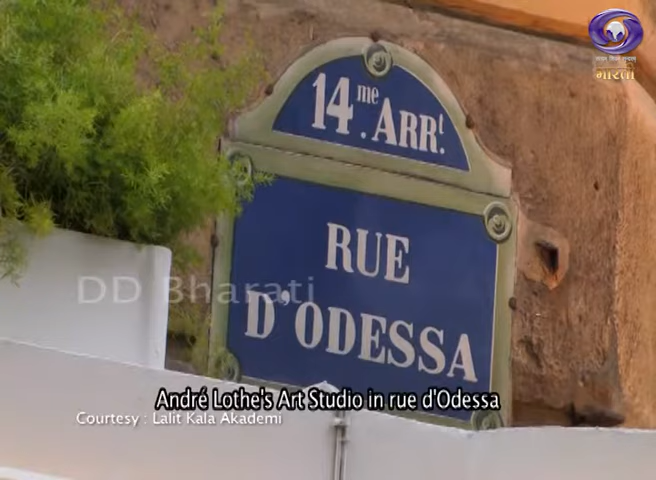 भारती
14me. ARRt.
RUE
D'ODESSA
DD Bharati
André Lothe's Art Studio in rue d'Odessa
Courtesy : Lalit Kala Akademi